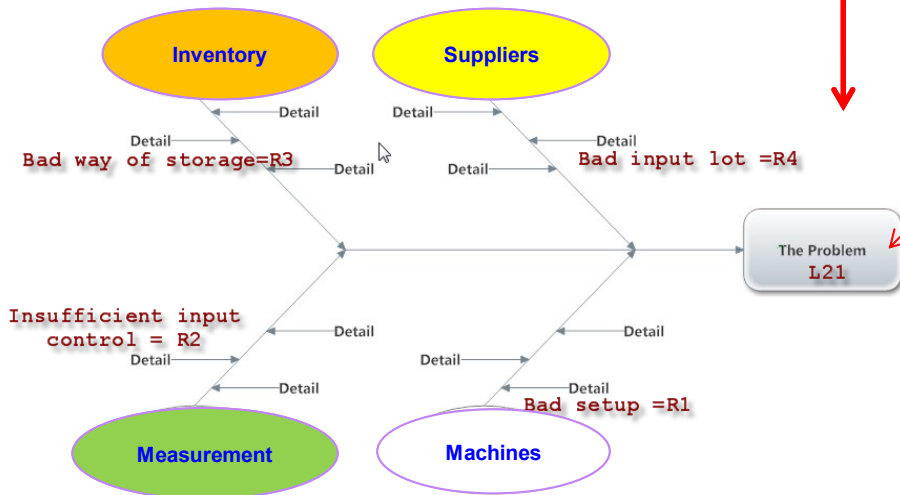 Inventory
Suppliers
Detail
Detail
Detail
Detail
Bad way of storage=R3
Bad input lot =R4
Detail
Detail
The Problem
L21
Insufficient input
control = R2
Detail
Detail
Detail
Detail
Detail
Detail
Bad setup =R1
Measurement
Machines